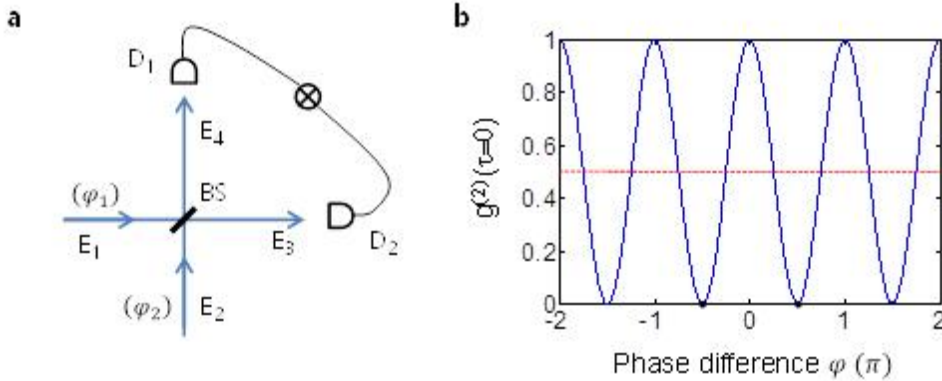 a
D1
E4
(φ1)
BS
E1
E3
D2
(φ2)
E2
b
g(2)(τ=0)
1
0.8
0.6
0.4
0.2
0
-2
-1
0
1
2
Phase difference φ (π)